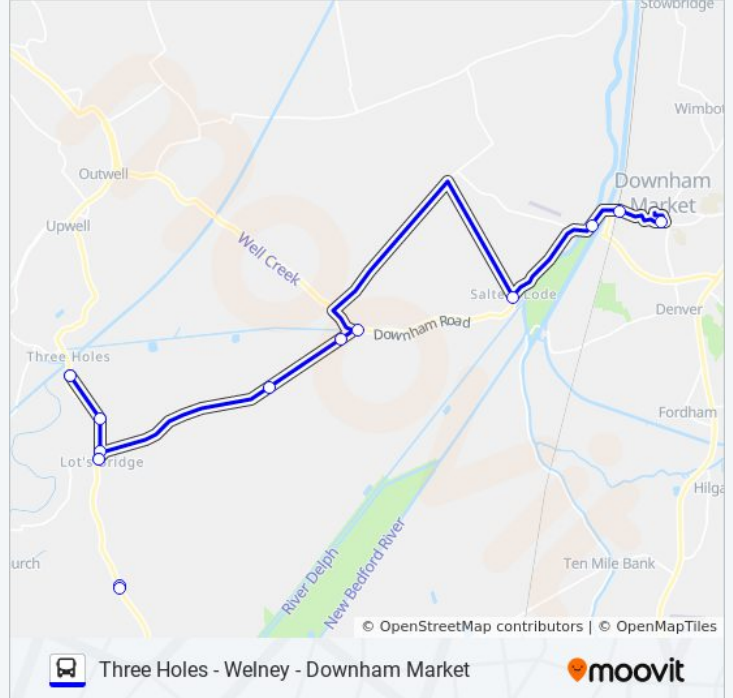 Stowbridge
Wimbot
Downham
Market
Outwell
Upwell
Well Creek
Salters Lode
Denver
Downham Road
Three Holes
Fordham
Lot's Bridge
Hilga
urch
Ten Mile Bank
River Delph
New Bedford River
© OpenStreetMap contributors | © OpenMapTiles
Three Holes - Welney - Downham Market
moovit